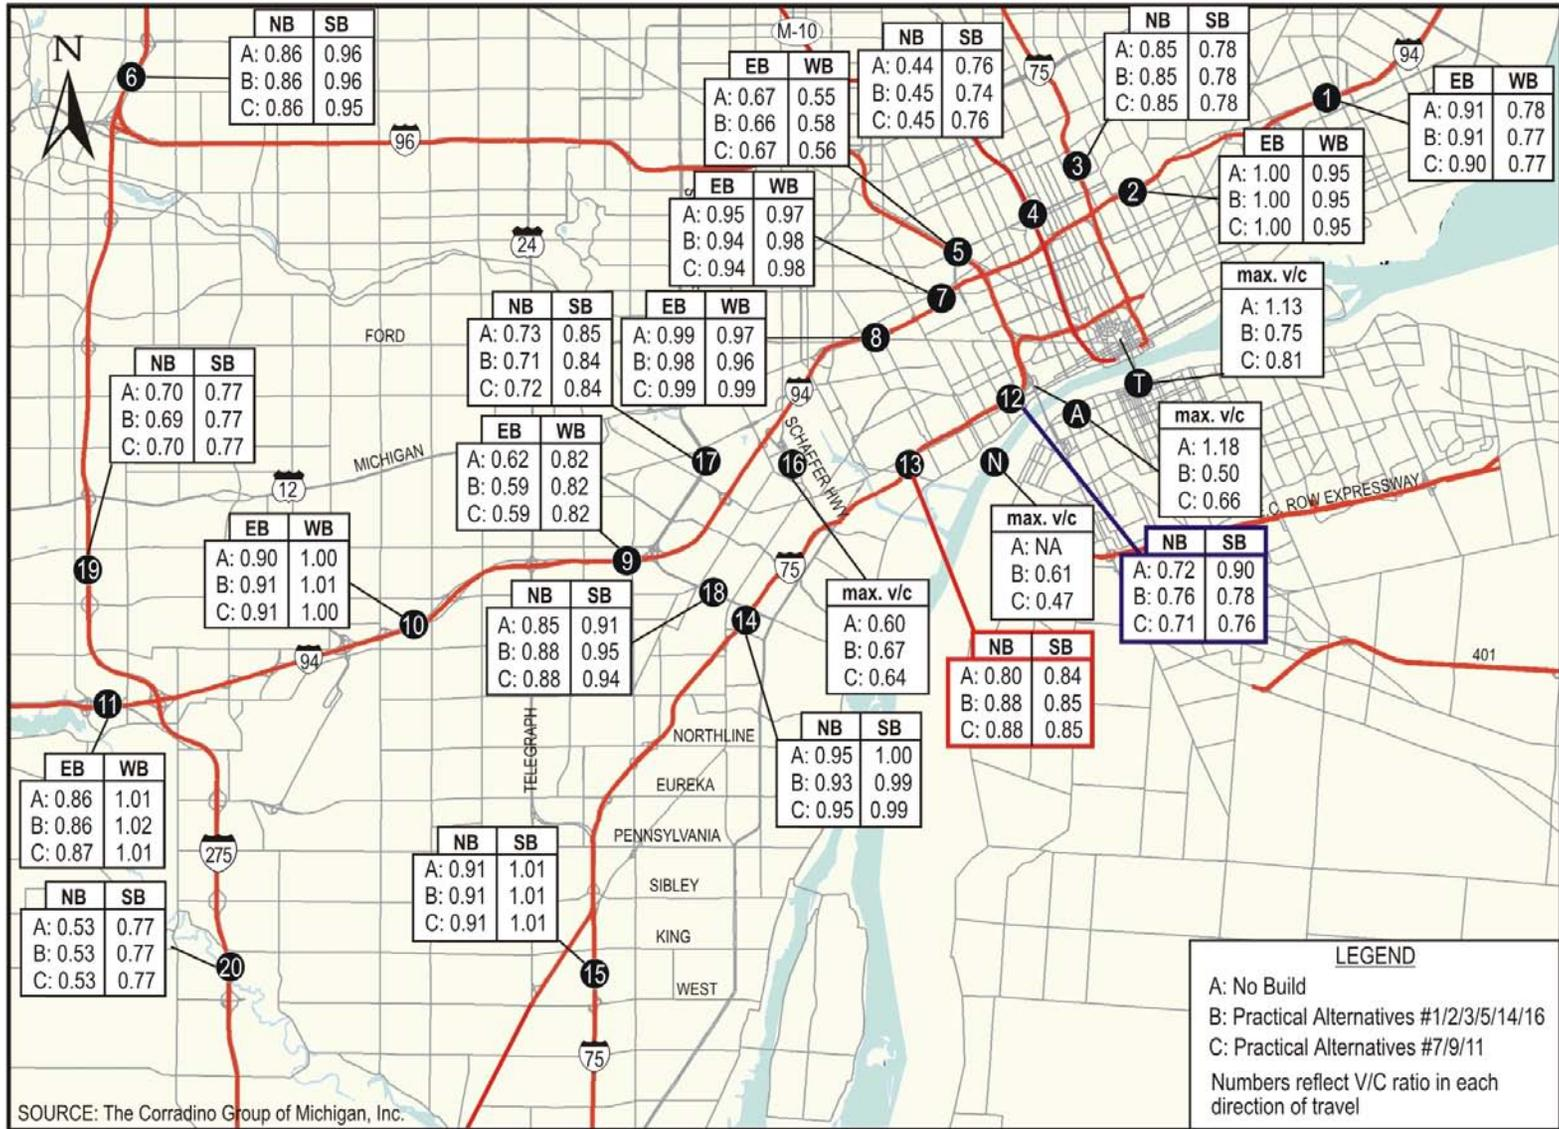 N
M-10
NB SB
A: 0.86 0.96
B: 0.86 0.96
C: 0.86 0.95
6
96
EB WB
A: 0.67 0.55
B: 0.66 0.58
C: 0.67 0.56
NB SB
A: 0.44 0.76
B: 0.45 0.74
C: 0.45 0.76
75
NB SB
A: 0.85 0.78
B: 0.85 0.78
C: 0.85 0.78
94
1
EB WB
A: 0.91 0.78
B: 0.91 0.77
C: 0.90 0.77
3
2
EB WB
A: 1.00 0.95
B: 1.00 0.95
C: 1.00 0.95
EB WB
A: 0.95 0.97
B: 0.94 0.98
C: 0.94 0.98
4
5
24
7
max. v/c
A: 1.13
B: 0.75
C: 0.81
FORD
NB SB
A: 0.73 0.85
B: 0.71 0.84
C: 0.72 0.84
EB WB
A: 0.99 0.97
B: 0.98 0.96
C: 0.99 0.99
8
T
NB SB
A: 0.70 0.77
B: 0.69 0.77
C: 0.70 0.77
94
12
A
max. v/c
A: 1.18
B: 0.50
C: 0.66
EB WB
A: 0.62 0.82
B: 0.59 0.82
C: 0.59 0.82
MICHIGAN
12
17
16
SCHAFFER HWY
13
N
E.C. ROW EXPRESSWAY
max. v/c
A: NA
B: 0.61
C: 0.47
NB SB
A: 0.72 0.90
B: 0.76 0.78
C: 0.71 0.76
EB WB
A: 0.90 1.00
B: 0.91 1.01
C: 0.91 1.00
19
9
75
10
NB SB
A: 0.85 0.91
B: 0.88 0.95
C: 0.88 0.94
18
14
max. v/c
A: 0.60
B: 0.67
C: 0.64
NB SB
A: 0.80 0.84
B: 0.88 0.85
C: 0.88 0.85
401
94
11
TELEGRAPH
NORTHLINE
NB SB
A: 0.95 1.00
B: 0.93 0.99
C: 0.95 0.99
EB WB
A: 0.86 1.01
B: 0.86 1.02
C: 0.87 1.01
EUREKA
275
PENNSYLVANIA
NB SB
A: 0.91 1.01
B: 0.91 1.01
C: 0.91 1.01
SIBLEY
NB SB
A: 0.53 0.77
B: 0.53 0.77
C: 0.53 0.77
KING
20
15
WEST
75
LEGEND
A: No Build
B: Practical Alternatives #1/2/3/5/14/16
C: Practical Alternatives #7/9/11
Numbers reflect V/C ratio in each
direction of travel
SOURCE: The Corradino Group of Michigan, Inc.